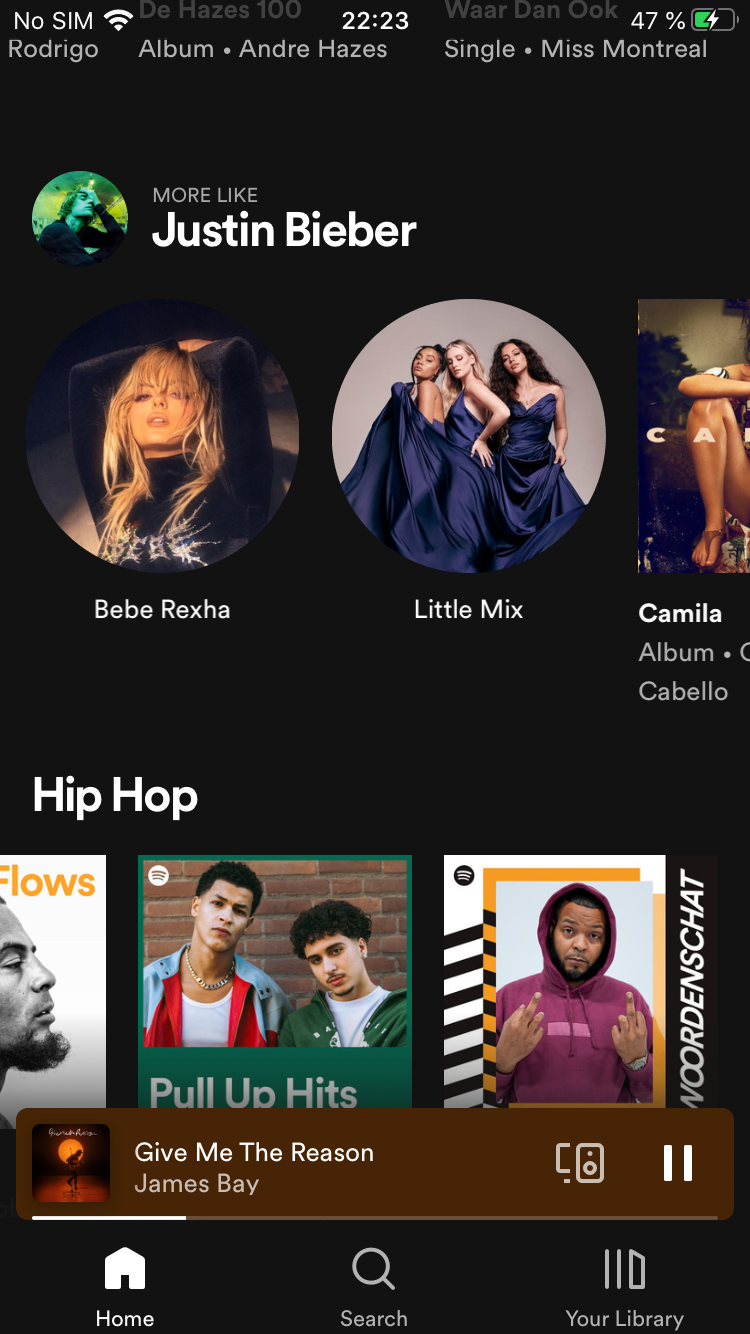 No SIM 22:23 47 %
De Hazes 100 Waar Dan Ook
Rodrigo Album • Andre Hazes Single • Miss Montreal
MORE LIKE
Justin Bieber
Bebe Rexha
Little Mix
Camila
Album •
Cabello
Hip Hop
Flows
Pull Up Hits
WOORDENSCHAT
Give Me The Reason
James Bay
Home
Search
Your Library